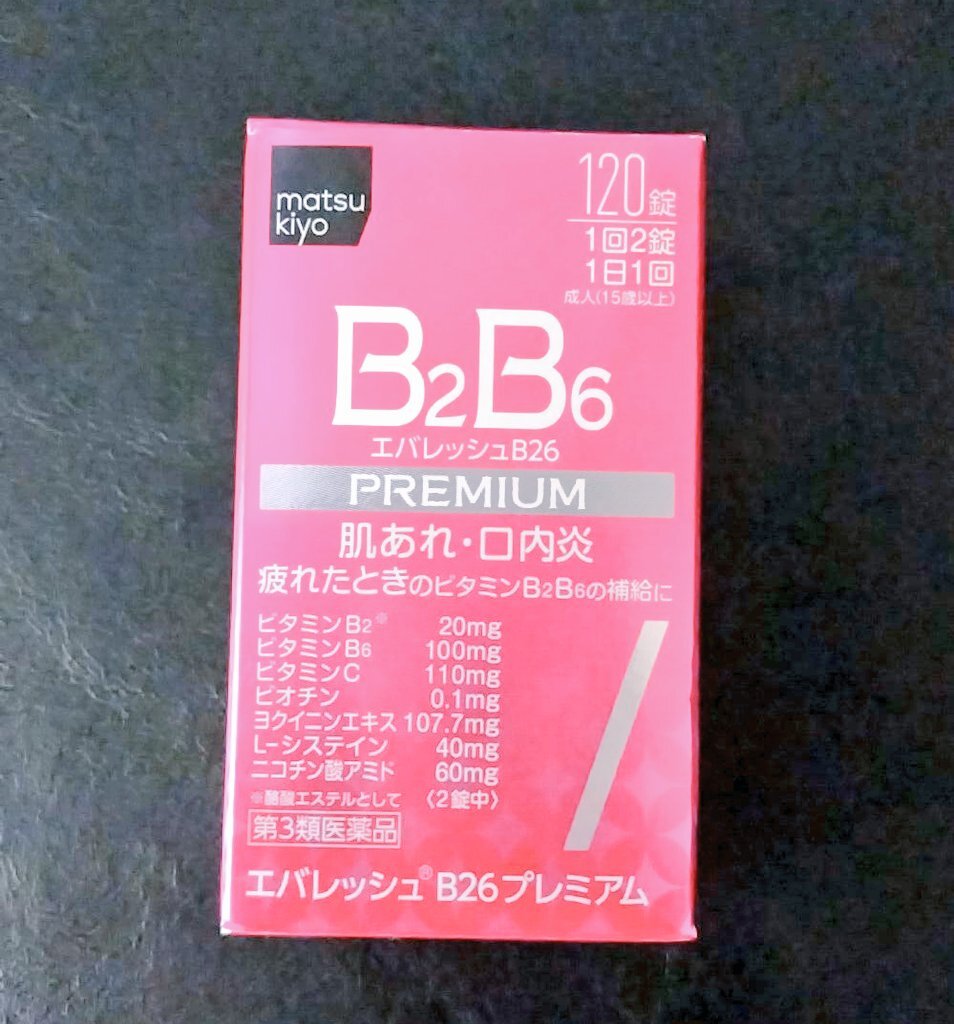 matsu
kiyo
120錠
1回2錠
1日1回
成人(15歳以上)
B2B6
エバレッシュB26
PREMIUM
肌あれ・口内炎
疲れたときのビタミンB2B6の補給に
ビタミンB2※ 20mg
ビタミンB6 100mg
ビタミンC 110mg
ビオチン 0.1mg
ヨクイニンエキス 107.7mg
L-システイン 40mg
ニコチン酸アミド 60mg
※酪酸エステルとして 〈2錠中〉
第3類医薬品
エバレッシュ® B26プレミアム